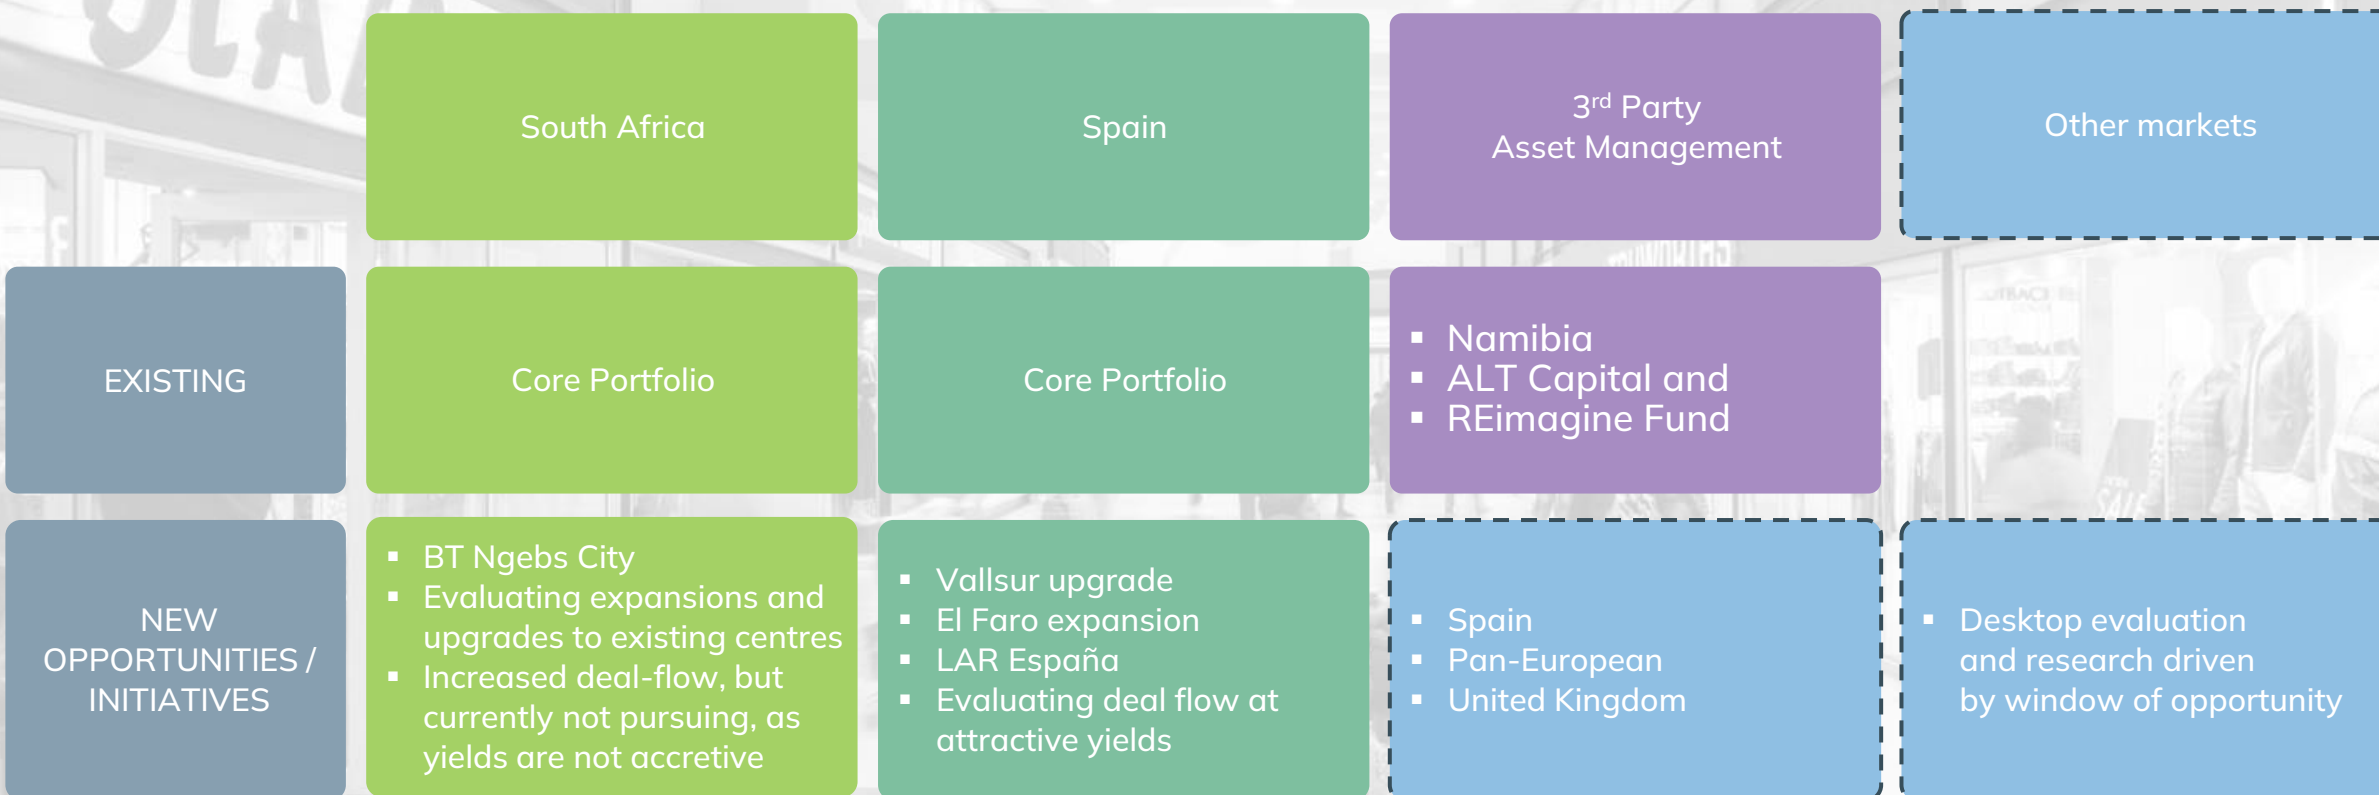 South Africa
Spain
3rd Party
Asset Management
Other markets
EXISTING
Core Portfolio
Core Portfolio
▪ Namibia
▪ ALT Capital and
▪ REimagine Fund
NEW
OPPORTUNITIES /
INITIATIVES
▪ BT Ngebs City
▪ Evaluating expansions and
upgrades to existing centres
▪ Increased deal-flow, but
currently not pursuing, as
yields are not accretive
▪ Vallsur upgrade
▪ El Faro expansion
▪ LAR España
▪ Evaluating deal flow at
attractive yields
▪ Spain
▪ Pan-European
▪ United Kingdom
▪ Desktop evaluation
and research driven
by window of opportunity